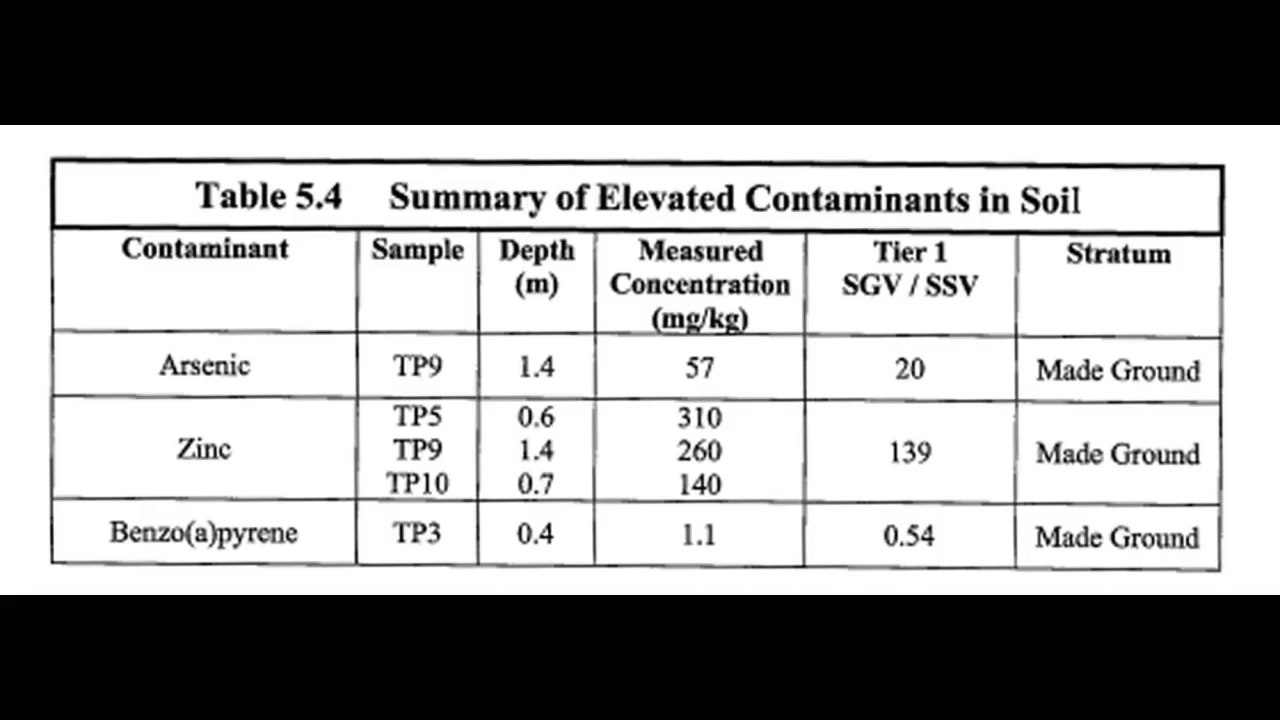 Table 5.4 Summary of Elevated Contaminants in Soil
Contaminant Sample Depth (m) Measured Concentration (mg/kg) Tier 1 SGV / SSV Stratum
Arsenic TP9 1.4 57 20 Made Ground
Zinc TP5 0.6 310 139 Made Ground
TP9 1.4 260
TP10 0.7 140
Benzo(a)pyrene TP3 0.4 1.1 0.54 Made Ground